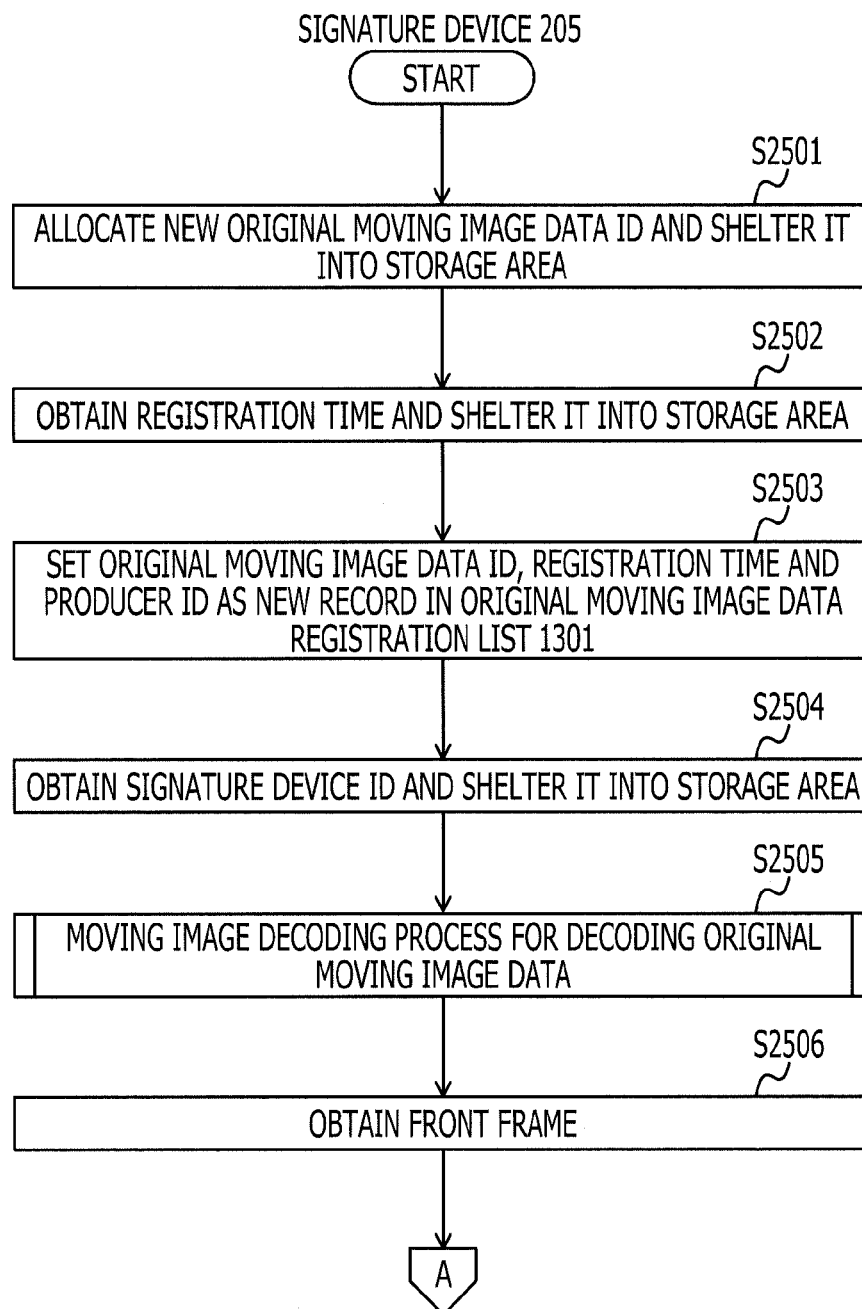 SIGNATURE DEVICE 205
START
S2501
ALLOCATE NEW ORIGINAL MOVING IMAGE DATA ID AND SHELTER IT
INTO STORAGE AREA
S2502
OBTAIN REGISTRATION TIME AND SHELTER IT INTO STORAGE AREA
S2503
SET ORIGINAL MOVING IMAGE DATA ID, REGISTRATION TIME AND
PRODUCER ID AS NEW RECORD IN ORIGINAL MOVING IMAGE DATA
REGISTRATION LIST 1301
S2504
OBTAIN SIGNATURE DEVICE ID AND SHELTER IT INTO STORAGE AREA
S2505
MOVING IMAGE DECODING PROCESS FOR DECODING ORIGINAL
MOVING IMAGE DATA
S2506
OBTAIN FRONT FRAME
A